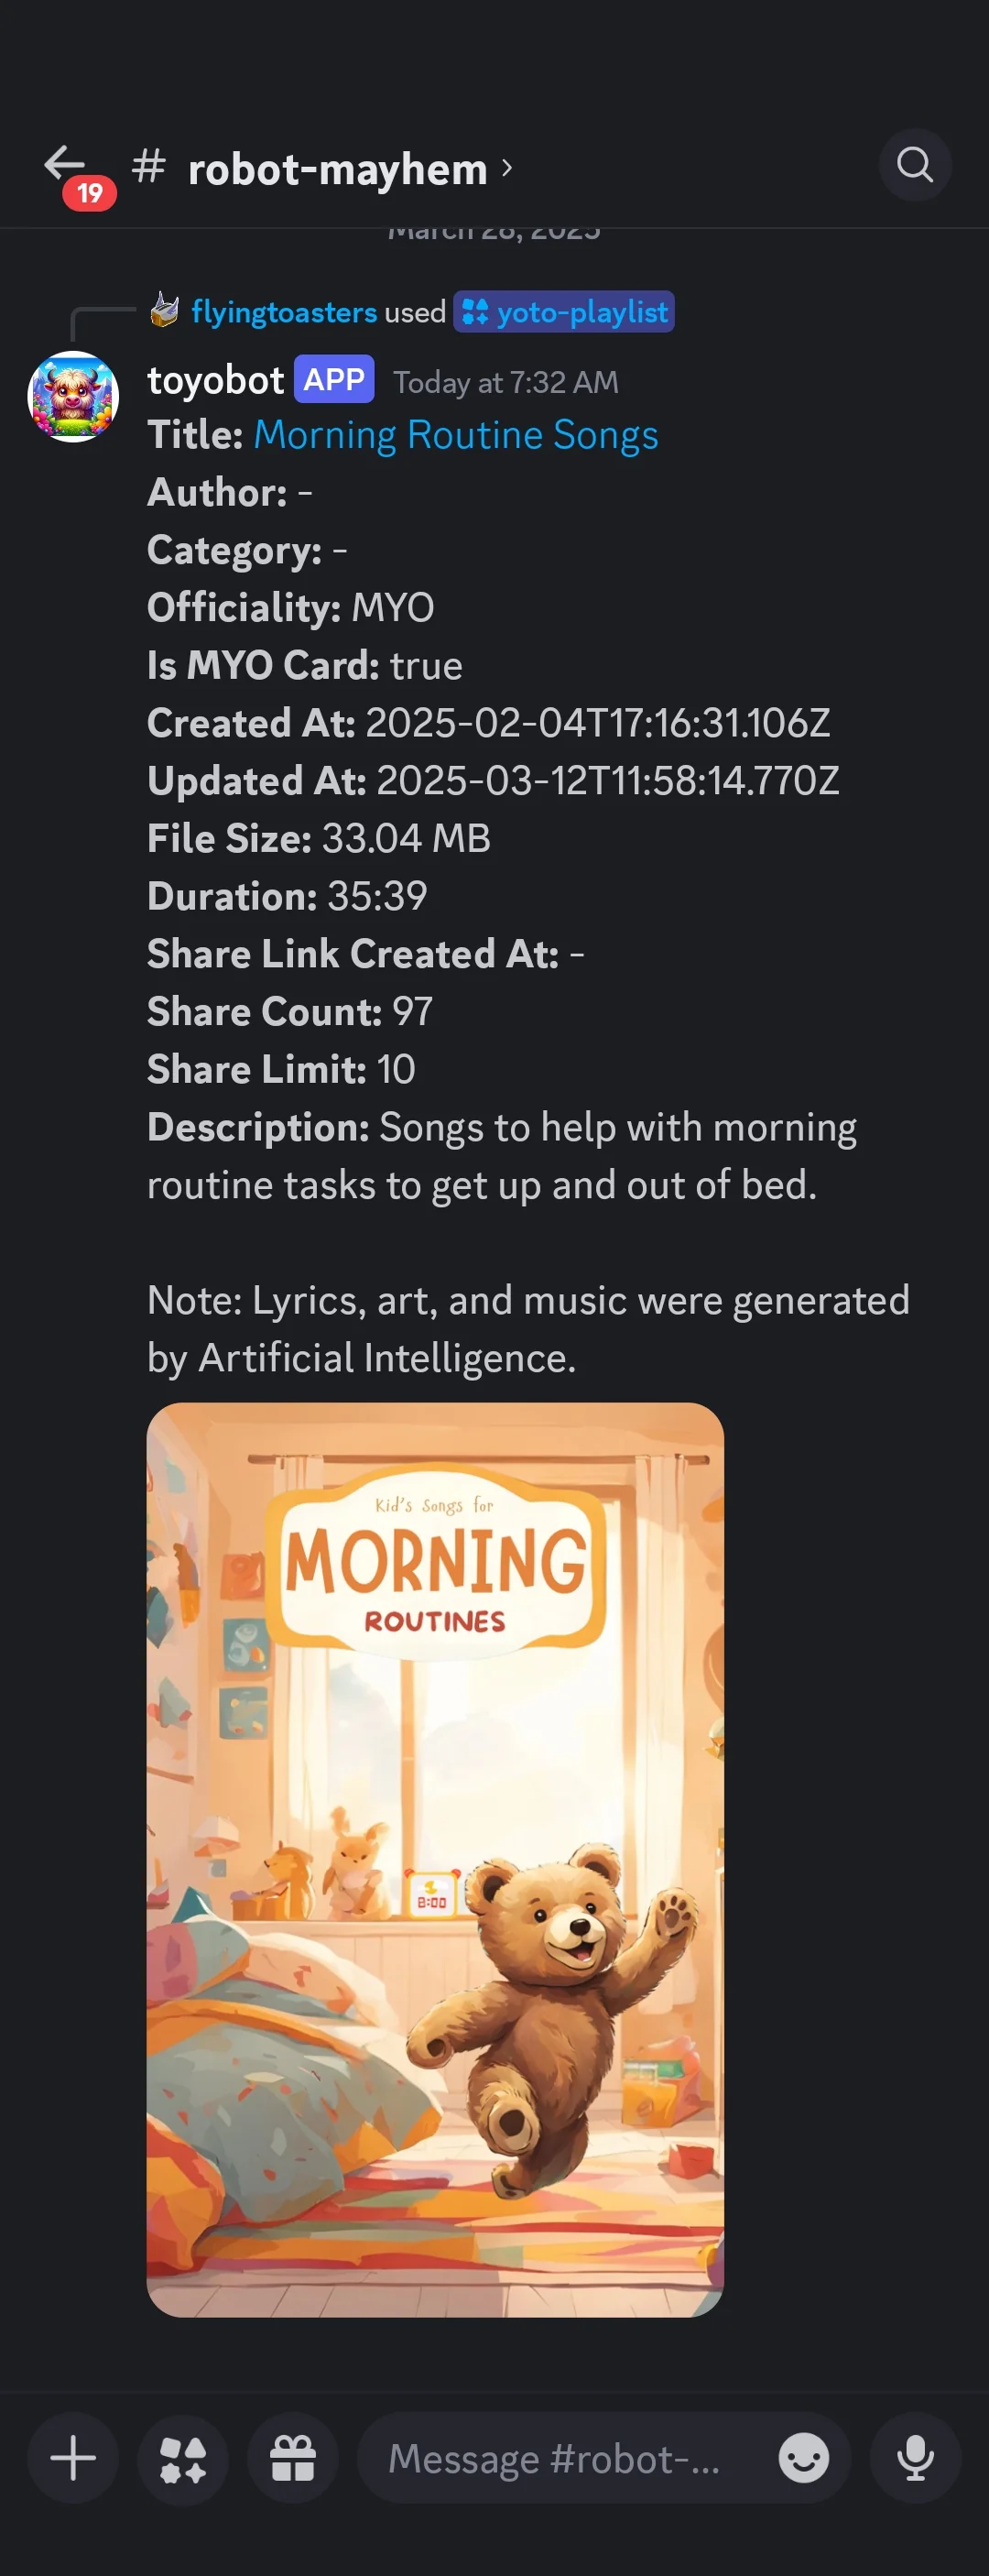 # robot-mayhem
19
March 28, 2025
flyingtoasters used yoto-playlist
toyobot APP Today at 7:32 AM
Title: Morning Routine Songs
Author: -
Category: -
Officiality: MYO
Is MYO Card: true
Created At: 2025-02-04T17:16:31.106Z
Updated At: 2025-03-12T11:58:14.770Z
File Size: 33.04 MB
Duration: 35:39
Share Link Created At: -
Share Count: 97
Share Limit: 10
Description: Songs to help with morning
routine tasks to get up and out of bed.
Note: Lyrics, art, and music were generated
by Artificial Intelligence.
Kid's Songs for
MORNING
ROUTINES
8:00
Message #robot-...